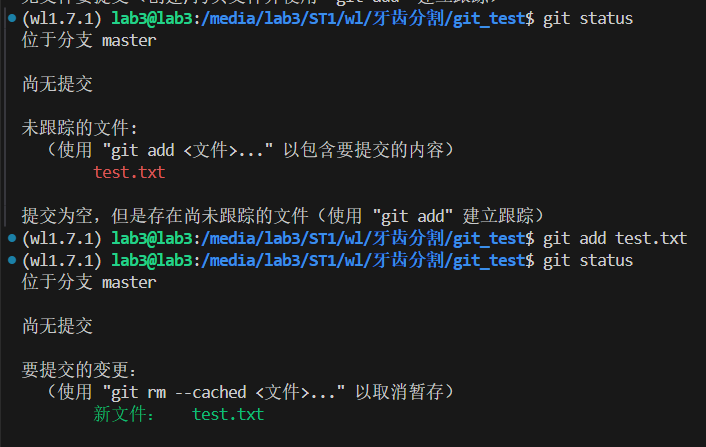 (wl1.7.1) lab3@lab3:/media/lab3/ST1/wl/牙齿分割/git_test$ git status
位于分支 master
尚无提交
未跟踪的文件:
（使用 "git add <文件>..." 以包含要提交的内容）
test.txt
提交为空，但是存在尚未跟踪的文件（使用 "git add" 建立跟踪）
(wl1.7.1) lab3@lab3:/media/lab3/ST1/wl/牙齿分割/git_test$ git add test.txt
(wl1.7.1) lab3@lab3:/media/lab3/ST1/wl/牙齿分割/git_test$ git status
位于分支 master
尚无提交
要提交的变更：
（使用 "git rm --cached <文件>..." 以取消暂存）
新文件： test.txt